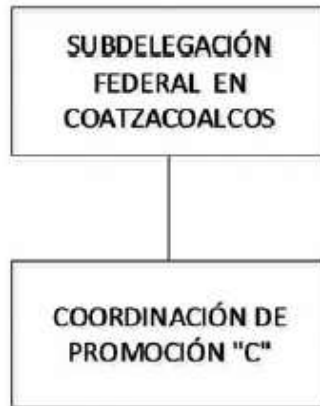 SUBDELEGACIÓN
FEDERAL EN
COATZACOALCOS
COORDINACIÓN DE
PROMOCIÓN "C"